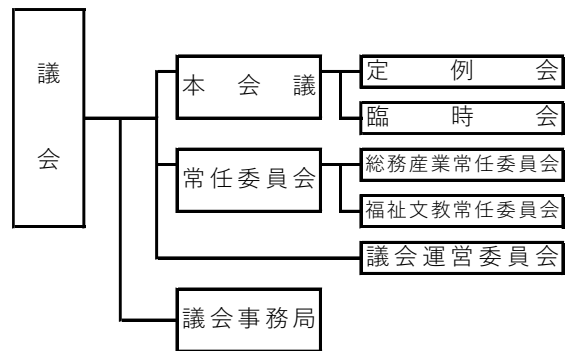 議会
本会議
定例会
臨時会
常任委員会
総務産業常任委員会
福祉文教常任委員会
議会運営委員会
議会事務局